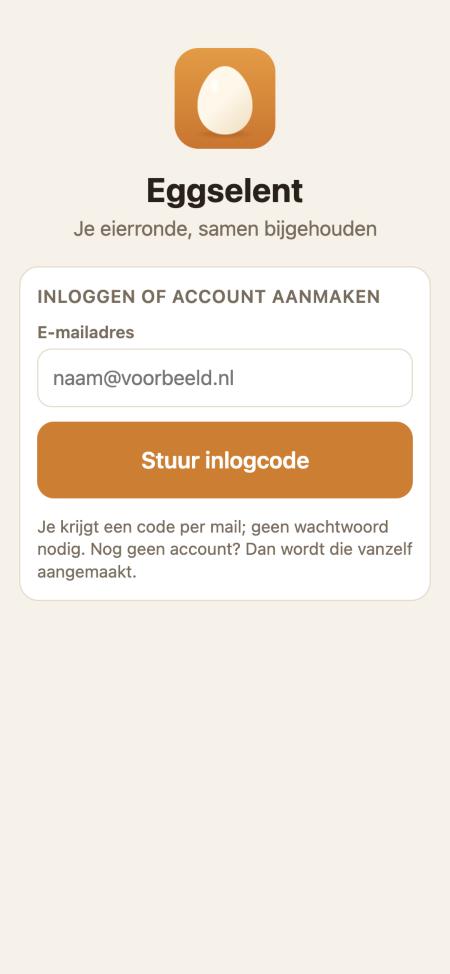 Eggselent
Je eierronde, samen bijgehouden
INLOGGEN OF ACCOUNT AANMAKEN
E-mailadres
naam@voorbeeld.nl
Stuur inlogcode
Je krijgt een code per mail; geen wachtwoord
nodig. Nog geen account? Dan wordt die vanzelf
aangemaakt.